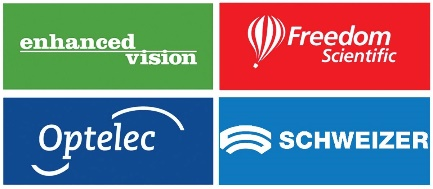 enhanced
vision
Freedom
Scientific
Optelec
SCHWEIZER